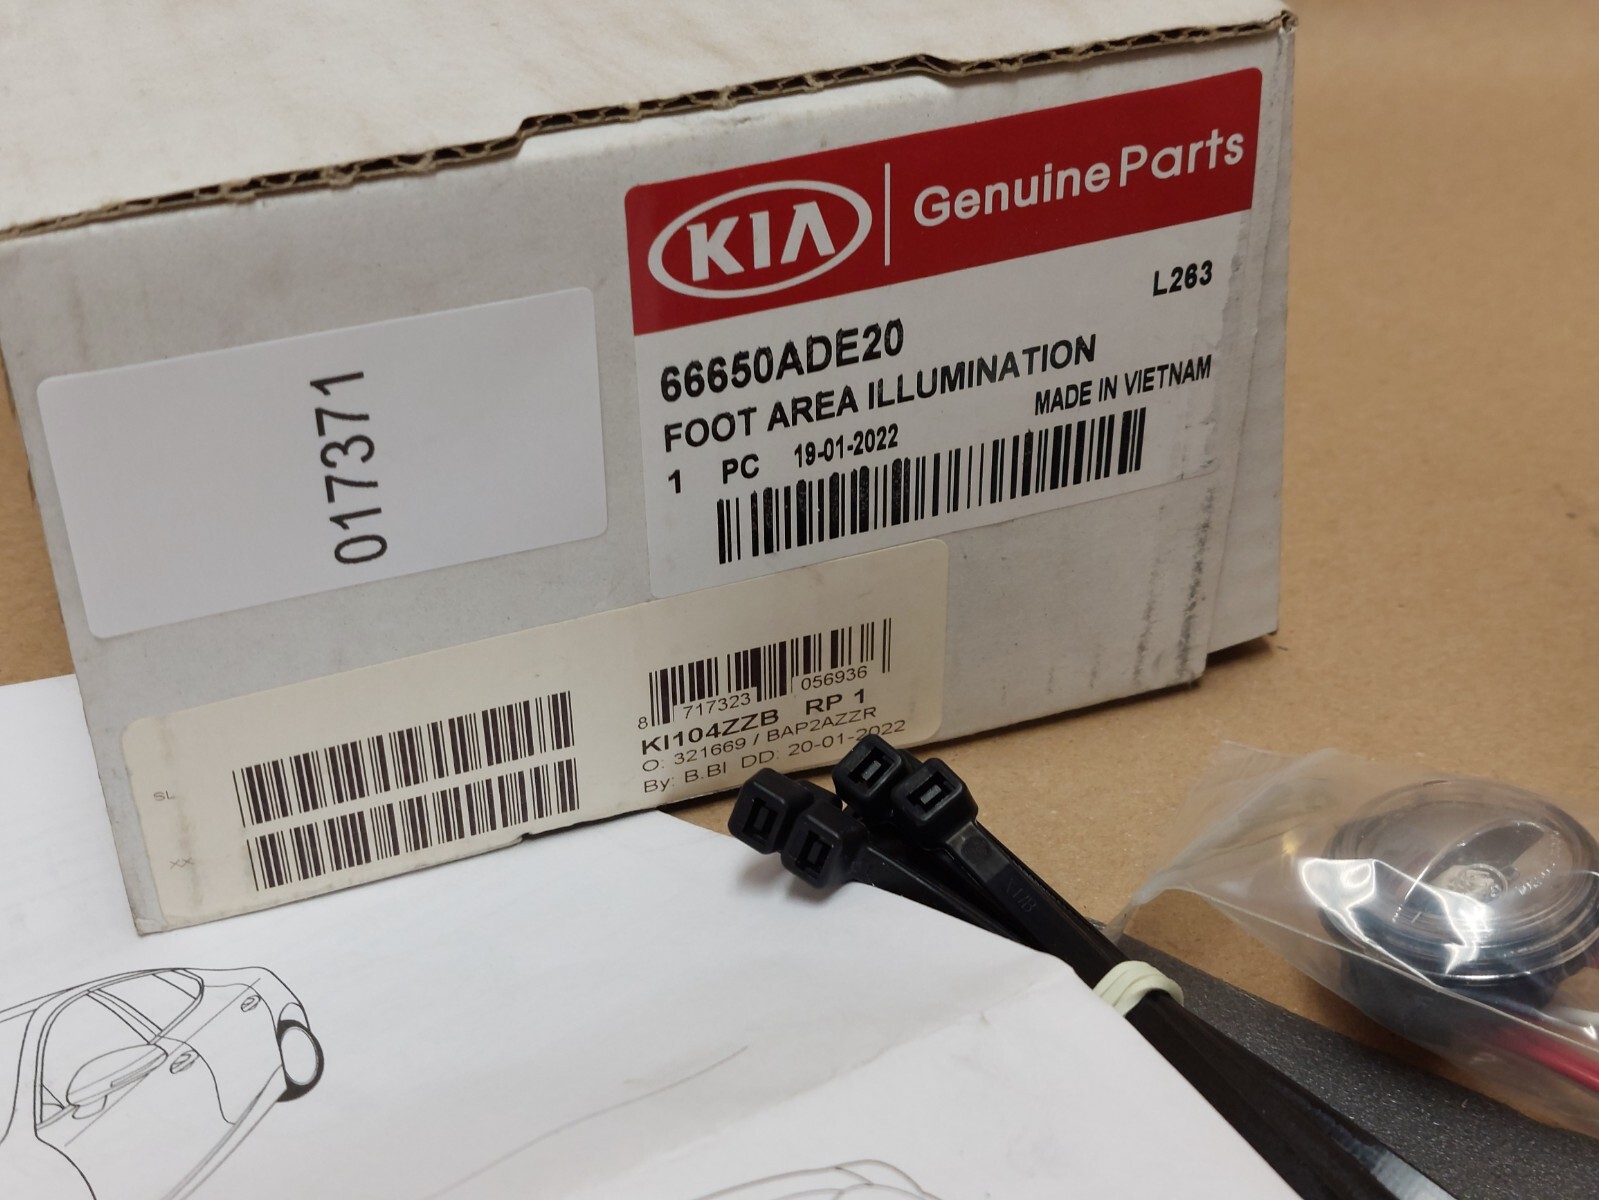 KIA
Genuine Parts
L263
66650ADE20
FOOT AREA ILLUMINATION
MADE IN VIETNAM
1 PC 19-01-2022
017371
8 717323 056936
KI104ZZB RP 1
O: 321669 / BAP2AZZR
By: B.BI DD: 20-01-2022
SL
XX